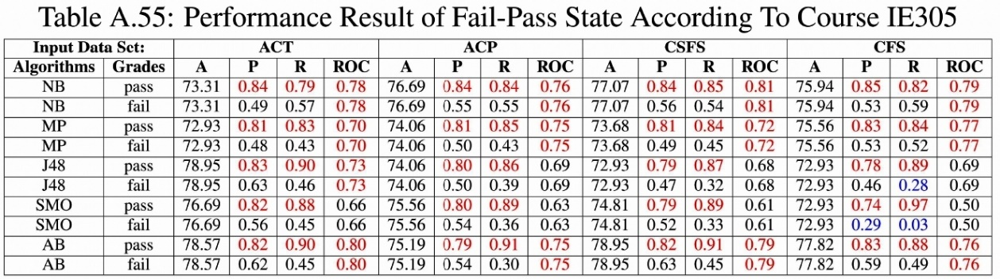 Table A.55: Performance Result of Fail-Pass State According To Course IE305
Input Data Set: ACT ACP CSFS CFS
Algorithms Grades A P R ROC A P R ROC A P R ROC A P R ROC
NB pass 73.31 0.84 0.79 0.78 76.69 0.84 0.84 0.76 77.07 0.84 0.85 0.81 75.94 0.85 0.82 0.79
NB fail 73.31 0.49 0.57 0.78 76.69 0.55 0.55 0.76 77.07 0.56 0.54 0.81 75.94 0.53 0.59 0.79
MP pass 72.93 0.81 0.83 0.70 74.06 0.81 0.85 0.75 73.68 0.81 0.84 0.72 75.56 0.83 0.84 0.77
MP fail 72.93 0.48 0.43 0.70 74.06 0.50 0.43 0.75 73.68 0.49 0.45 0.72 75.56 0.53 0.52 0.77
J48 pass 78.95 0.83 0.90 0.73 74.06 0.80 0.86 0.69 72.93 0.79 0.87 0.68 72.93 0.78 0.89 0.69
J48 fail 78.95 0.63 0.46 0.73 74.06 0.50 0.39 0.69 72.93 0.47 0.32 0.68 72.93 0.46 0.28 0.69
SMO pass 76.69 0.82 0.88 0.66 75.56 0.80 0.89 0.63 74.81 0.79 0.89 0.61 72.93 0.74 0.97 0.50
SMO fail 76.69 0.56 0.45 0.66 75.56 0.54 0.36 0.63 74.81 0.52 0.33 0.61 72.93 0.29 0.03 0.50
AB pass 78.57 0.82 0.90 0.80 75.19 0.79 0.91 0.75 78.95 0.82 0.91 0.79 77.82 0.83 0.88 0.76
AB fail 78.57 0.62 0.45 0.80 75.19 0.54 0.30 0.75 78.95 0.63 0.45 0.79 77.82 0.59 0.49 0.76